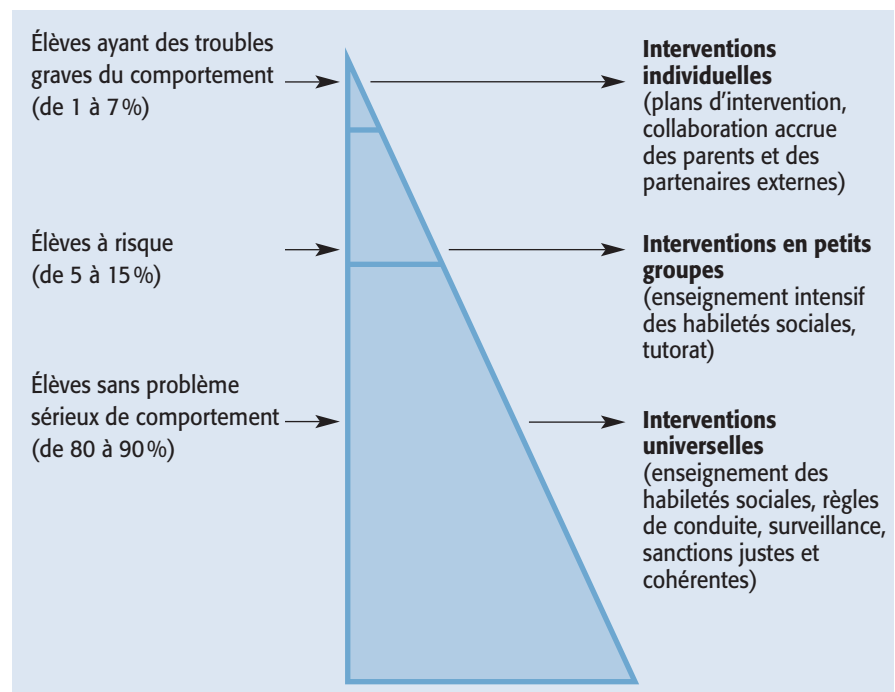 Élèves ayant des troubles
graves du comportement
(de 1 à 7 %)
Interventions
individuelles
(plans d'intervention,
collaboration accrue
des parents et des
partenaires externes)
Élèves à risque
(de 5 à 15 %)
Interventions en petits
groupes
(enseignement intensif
des habiletés sociales,
tutorat)
Élèves sans problème
sérieux de comportement
(de 80 à 90 %)
Interventions
universelles
(enseignement des
habiletés sociales, règles
de conduite, surveillance,
sanctions justes et
cohérentes)